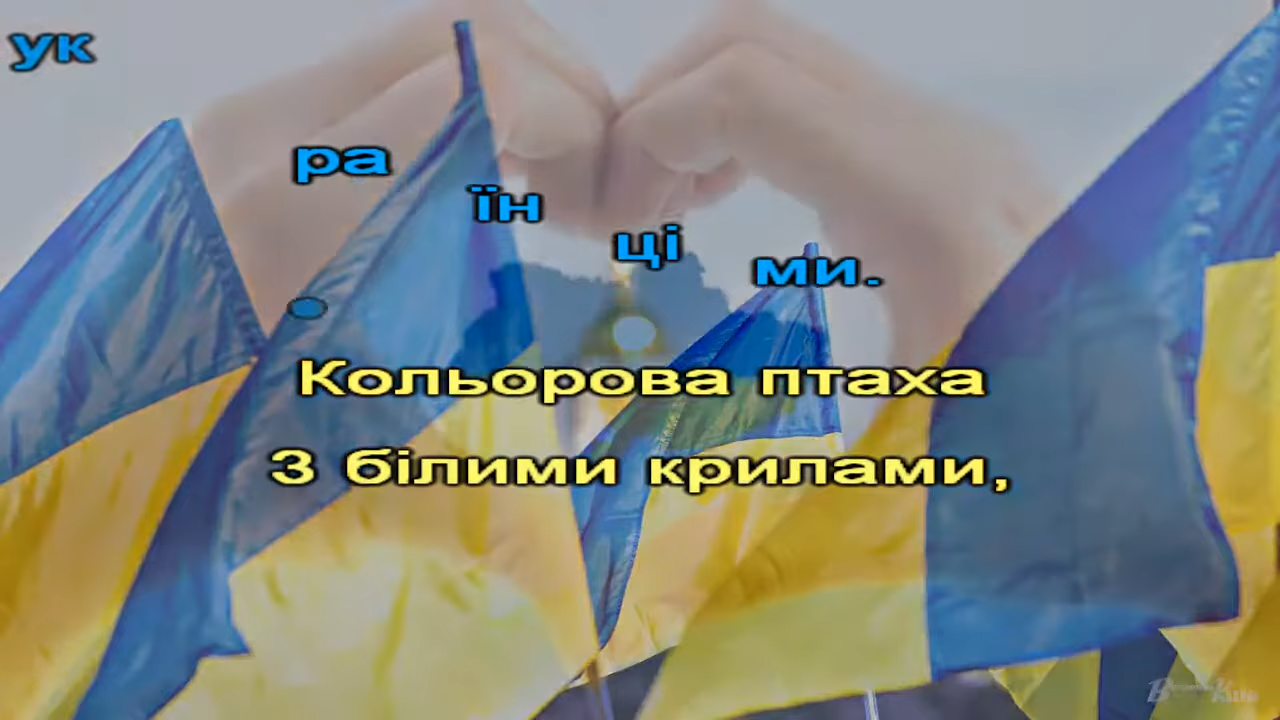 ук ра їн ці ми.
Кольорова птаха
З білими крилами,